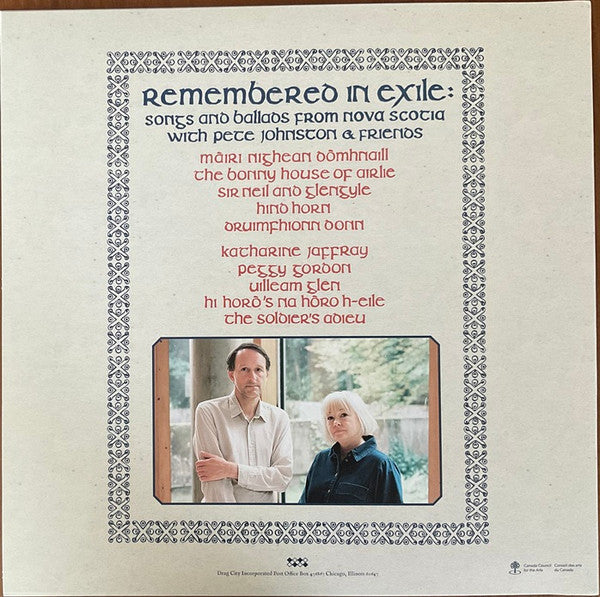 Remembered in Exile:
songs and ballads from Nova Scotia
with Pete Johnston & Friends
Màiri Nighean Dòmhnaill
The Bonny House of Airlie
Sir Neil and Glengyle
Hind Horn
Druimfhionn Donn
Katharine Jaffray
Peggy Gordon
Uilleam Glen
Hi Horò's na Hòro h-Eile
The Soldier's Adieu
Drag City Incorporated Post Office Box 476867 Chicago, Illinois 60647
Canada Council for the Arts
Conseil des arts du Canada